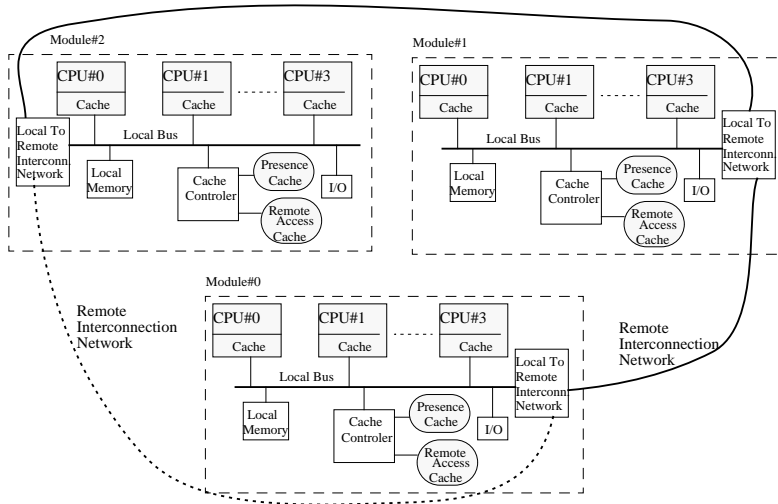 Module#2
CPU#0
CPU#1
CPU#3
Cache
Cache
Cache
Local To
Remote
Interconn.
Network
Local Bus
Local
Memory
Cache
Controler
Presence
Cache
Remote
Access
Cache
I/O
Module#1
CPU#0
CPU#1
CPU#3
Cache
Cache
Cache
Local To
Remote
Interconn.
Network
Local Bus
Local
Memory
Cache
Controler
Presence
Cache
Remote
Access
Cache
I/O
Module#0
CPU#0
CPU#1
CPU#3
Cache
Cache
Cache
Local To
Remote
Interconn.
Network
Local Bus
Local
Memory
Cache
Controler
Presence
Cache
Remote
Access
Cache
I/O
Remote
Interconnection
Network
Remote
Interconnection
Network